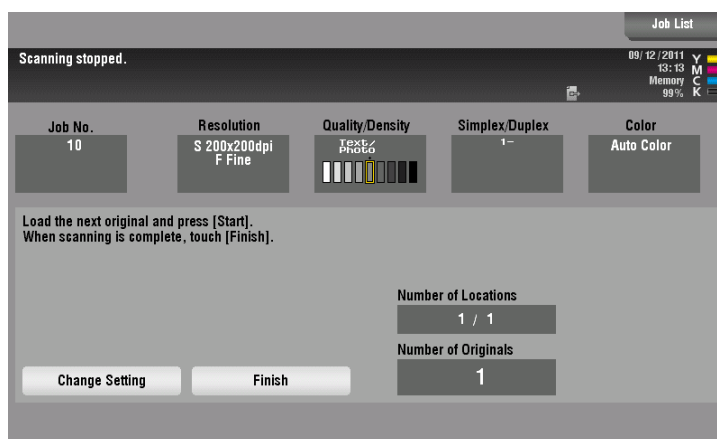 Job List
Scanning stopped.
09/12/2011
13:13
Memory
99%
Y
M
C
K
Job No.
10
Resolution
S 200x200dpi
F Fine
Quality/Density
Text/
Photo
Simplex/Duplex
1-
Color
Auto Color
Load the next original and press [Start].
When scanning is complete, touch [Finish].
Number of Locations
1 / 1
Number of Originals
1
Change Setting
Finish